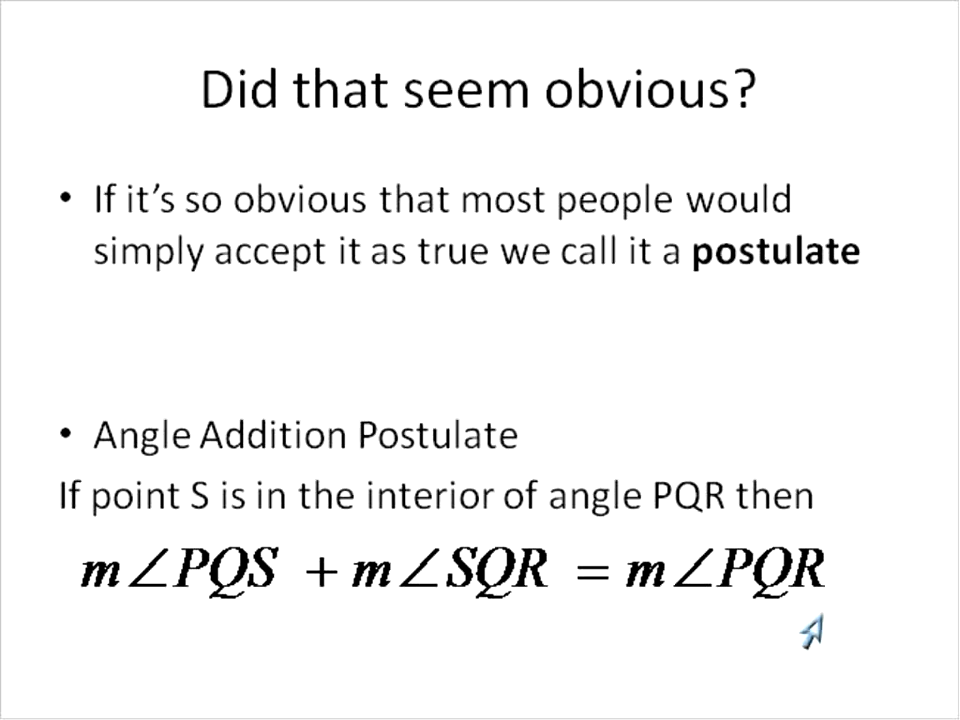 Did that seem obvious?
• If it's so obvious that most people would
simply accept it as true we call it a postulate
• Angle Addition Postulate
If point S is in the interior of angle PQR then
m∠PQS + m∠SQR = m∠PQR